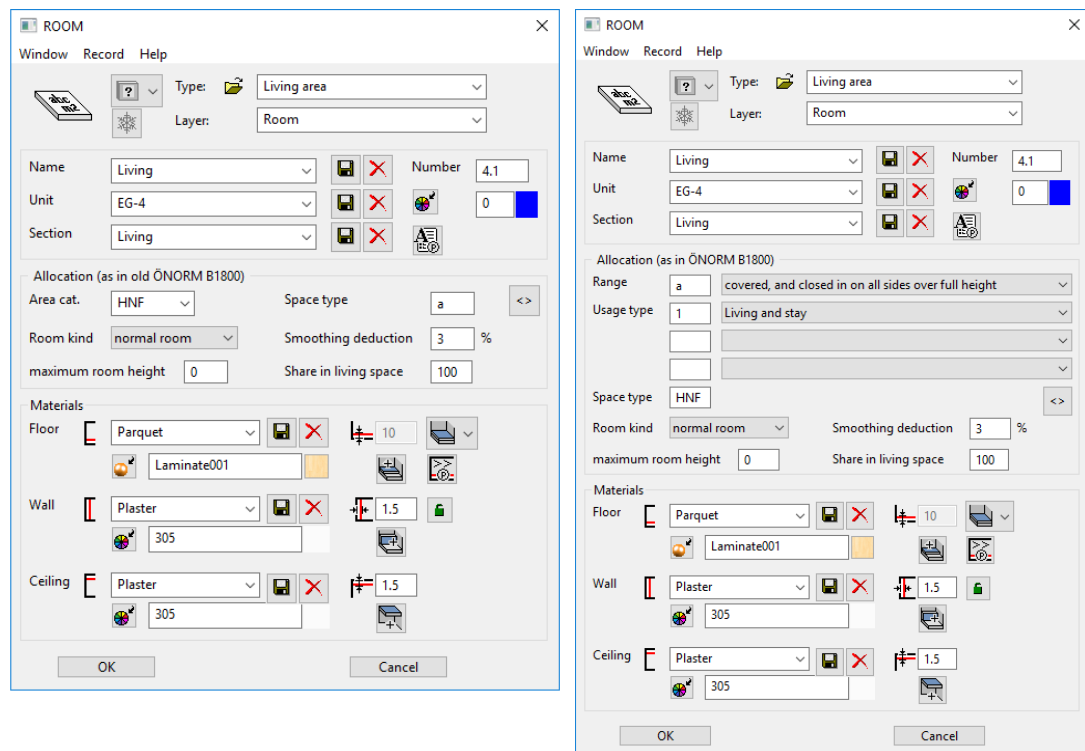 ROOM
Window Record Help
abc m2
Type: Living area
Layer: Room
Name Living Number 4.1
Unit EG-4 0
Section Living
Allocation (as in old ÖNORM B1800)
Area cat. HNF Space type a <>
Room kind normal room Smoothing deduction 3 %
maximum room height 0 Share in living space 100
Materials
Floor Parquet 10
Laminate001
Wall Plaster 1.5
305
Ceiling Plaster 1.5
305
OK Cancel
ROOM
Window Record Help
abc m2
Type: Living area
Layer: Room
Name Living Number 4.1
Unit EG-4 0
Section Living
Allocation (as in ÖNORM B1800)
Range a covered, and closed in on all sides over full height
Usage type 1 Living and stay
Space type HNF <>
Room kind normal room Smoothing deduction 3 %
maximum room height 0 Share in living space 100
Materials
Floor Parquet 10
Laminate001
Wall Plaster 1.5
305
Ceiling Plaster 1.5
305
OK Cancel